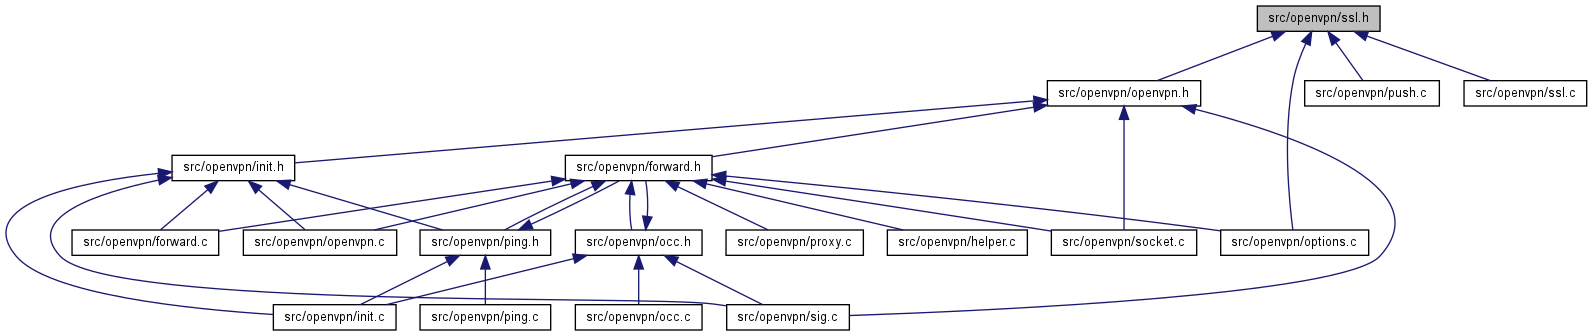 src/openvpn/ssl.h
src/openvpn/openvpn.h
src/openvpn/push.c
src/openvpn/ssl.c
src/openvpn/init.h
src/openvpn/forward.h
src/openvpn/forward.c
src/openvpn/openvpn.c
src/openvpn/ping.h
src/openvpn/occ.h
src/openvpn/proxy.c
src/openvpn/helper.c
src/openvpn/socket.c
src/openvpn/options.c
src/openvpn/init.c
src/openvpn/ping.c
src/openvpn/occ.c
src/openvpn/sig.c